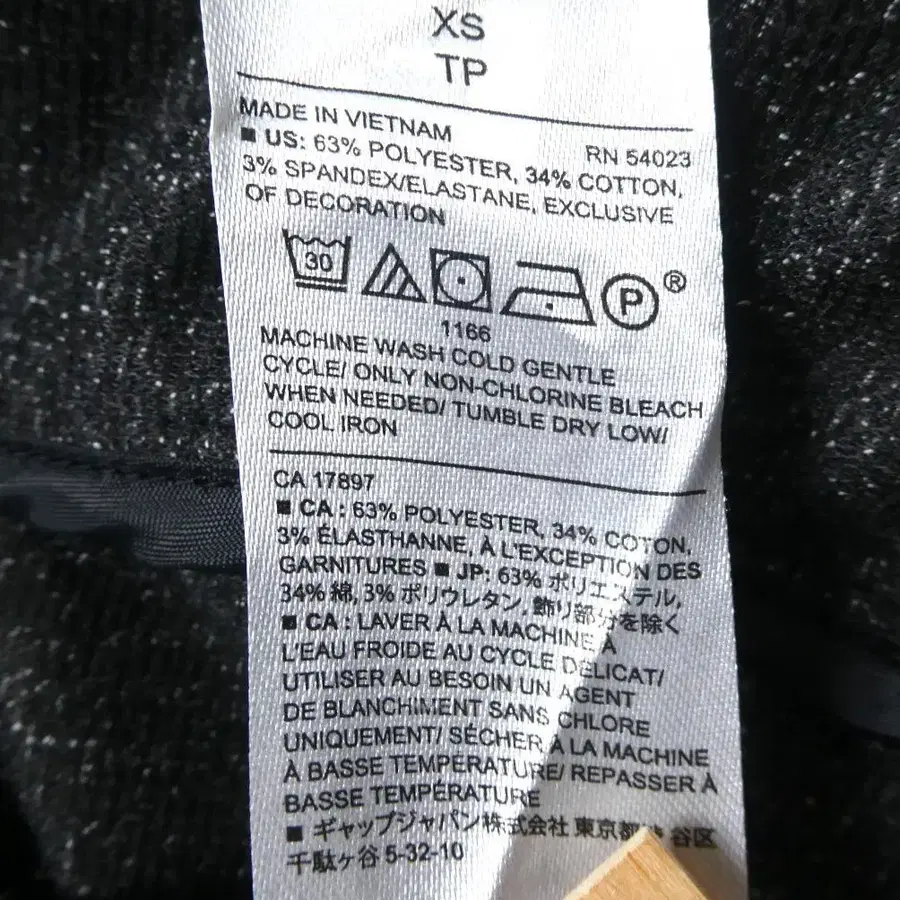 XS
TP
MADE IN VIETNAM
RN 54023
■ US: 63% POLYESTER, 34% COTTON,
3% SPANDEX/ELASTANE, EXCLUSIVE
OF DECORATION
30
P ®
1166
MACHINE WASH COLD GENTLE
CYCLE/ ONLY NON-CHLORINE BLEACH
WHEN NEEDED/ TUMBLE DRY LOW/
COOL IRON
CA 17897
■ CA : 63% POLYESTER, 34% COTON,
3% ÉLASTHANNE, À L'EXCEPTION DES
GARNITURES ■ JP: 63% ポリエステル,
34% 綿, 3% ポリウレタン, 飾り部分を除く
■ CA : LAVER À LA MACHINE À
L'EAU FROIDE AU CYCLE DÉLICAT/
UTILISER AU BESOIN UN AGENT
DE BLANCHIMENT SANS CHLORE
UNIQUEMENT/ SÉCHER À LA MACHINE
À BASSE TEMPÉRATURE/ REPASSER À
BASSE TEMPÉRATURE
■ ギャップジャパン株式会社 東京都 谷区
千駄ヶ谷 5-32-10